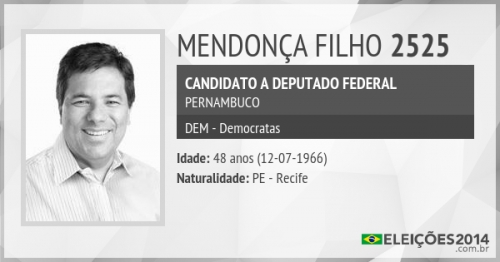 MENDONÇA FILHO 2525
CANDIDATO A DEPUTADO FEDERAL
PERNAMBUCO
DEM - Democratas
Idade: 48 anos (12-07-1966)
Naturalidade: PE - Recife
ELEIÇÕES2014
.com.br